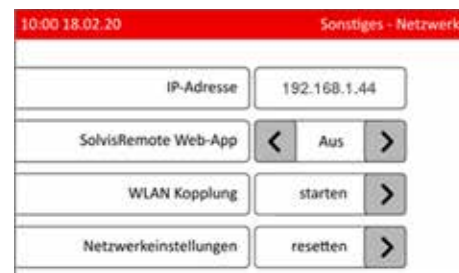 10:00 18.02.20 Sonstiges - Netzwerk
IP-Adresse 192.168.1.44
SolvisRemote Web-App Aus
WLAN Kopplung starten
Netzwerkeinstellungen resetten